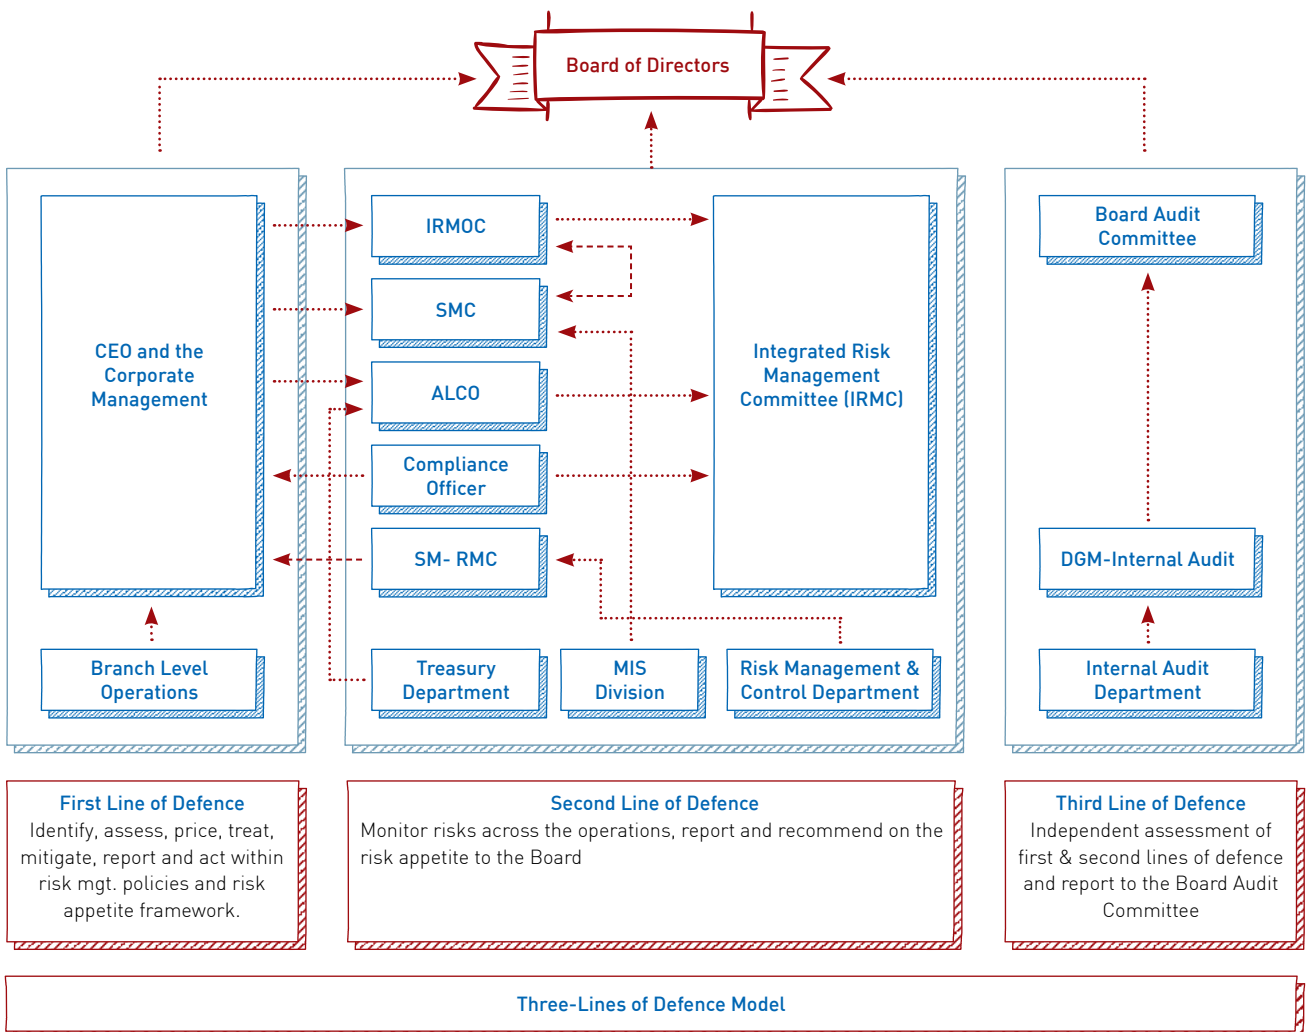 Board of Directors
CEO and the
Corporate
Management
Branch Level
Operations
IRMOC
SMC
ALCO
Compliance
Officer
SM- RMC
Treasury
Department
MIS
Division
Risk Management &
Control Department
Integrated Risk
Management
Committee (IRMC)
Board Audit
Committee
DGM-Internal Audit
Internal Audit
Department
First Line of Defence
Identify, assess, price, treat,
mitigate, report and act within
risk mgt. policies and risk
appetite framework.
Second Line of Defence
Monitor risks across the operations, report and recommend on the
risk appetite to the Board
Third Line of Defence
Independent assessment of
first & second lines of defence
and report to the Board Audit
Committee
Three-Lines of Defence Model